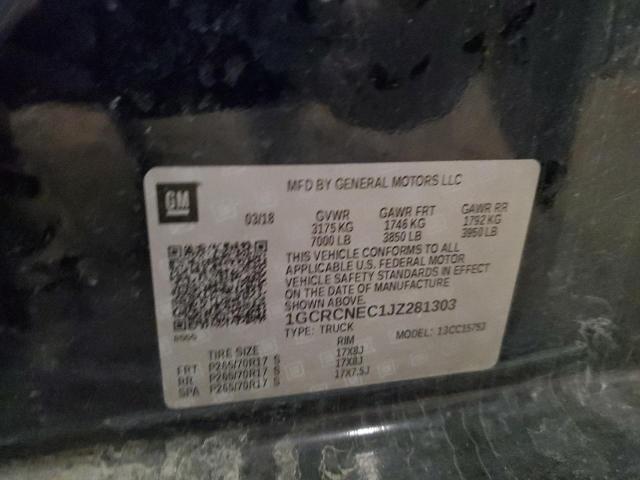 GM
MFD BY GENERAL MOTORS LLC
03/18
GVWR GAWR FRT GAWR RR
3175 KG 1746 KG 1792 KG
7000 LB 3850 LB 3950 LB
THIS VEHICLE CONFORMS TO ALL
APPLICABLE U.S. FEDERAL MOTOR
VEHICLE SAFETY STANDARDS IN EFFECT
ON THE DATE OF MANUFACTURE
SHOWN ABOVE.
1GCRCNEC1JZ281303
TYPE: TRUCK MODEL: 13CC15753
TIRE SIZE RIM
FRT P265/70R17 S 17X8J
RR P265/70R17 S 17X8J
SPA P265/70R17 S 17X7.5J